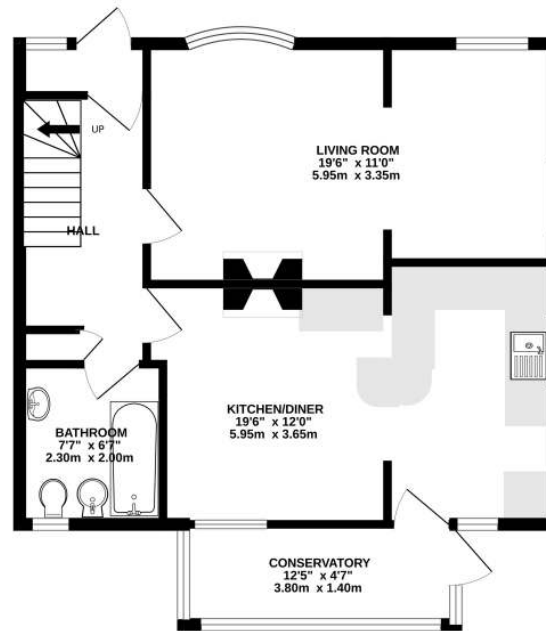 UP
LIVING ROOM
19'6" x 11'0"
5.95m x 3.35m
HALL
KITCHEN/DINER
19'6" x 12'0"
5.95m x 3.65m
BATHROOM
7'7" x 6'7"
2.30m x 2.00m
CONSERVATORY
12'5" x 4'7"
3.80m x 1.40m